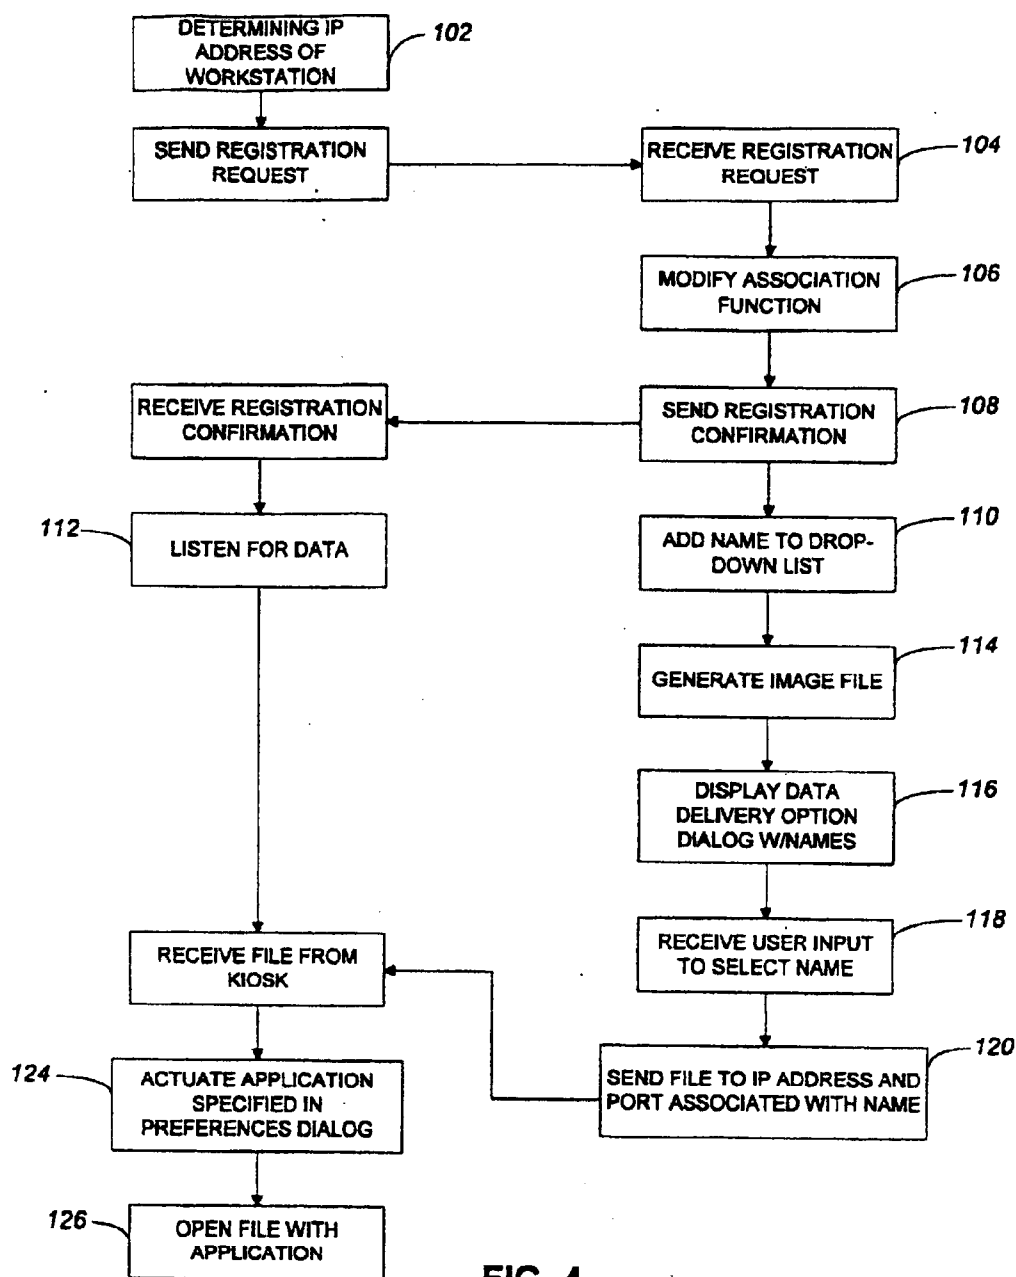 DETERMINING IP
ADDRESS OF
WORKSTATION
102
SEND REGISTRATION
REQUEST
RECEIVE REGISTRATION
REQUEST
104
MODIFY ASSOCIATION
FUNCTION
106
RECEIVE REGISTRATION
CONFIRMATION
SEND REGISTRATION
CONFIRMATION
108
112
LISTEN FOR DATA
ADD NAME TO DROP-
DOWN LIST
110
GENERATE IMAGE FILE
114
DISPLAY DATA
DELIVERY OPTION
DIALOG W/NAMES
116
RECEIVE FILE FROM
KIOSK
RECEIVE USER INPUT
TO SELECT NAME
118
124
ACTUATE APPLICATION
SPECIFIED IN
PREFERENCES DIALOG
SEND FILE TO IP ADDRESS AND
PORT ASSOCIATED WITH NAME
120
126
OPEN FILE WITH
APPLICATION
FIG. 4